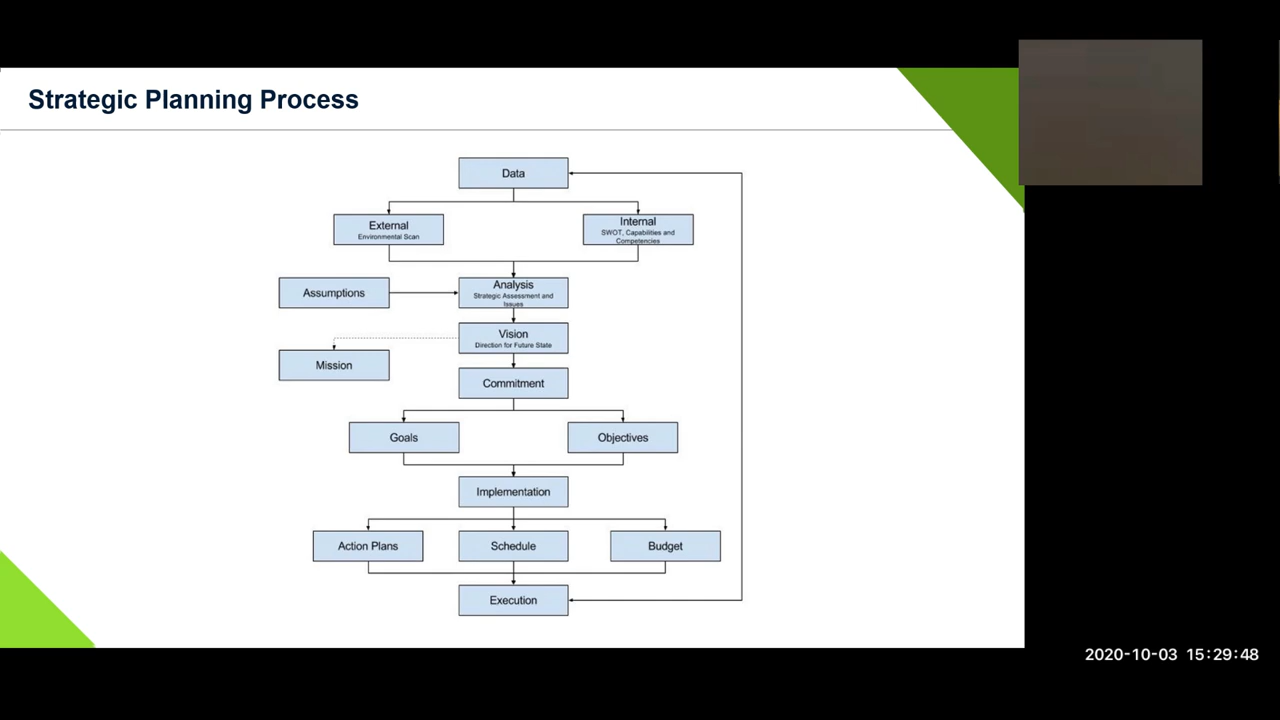 Strategic Planning Process
Data
External
Environmental Scan
Internal
SWOT, Capabilities and
Competencies
Assumptions
Analysis
Strategic Assessment and
Issues
Vision
Direction for Future State
Mission
Commitment
Goals
Objectives
Implementation
Action Plans
Schedule
Budget
Execution
2020-10-03 15:29:48